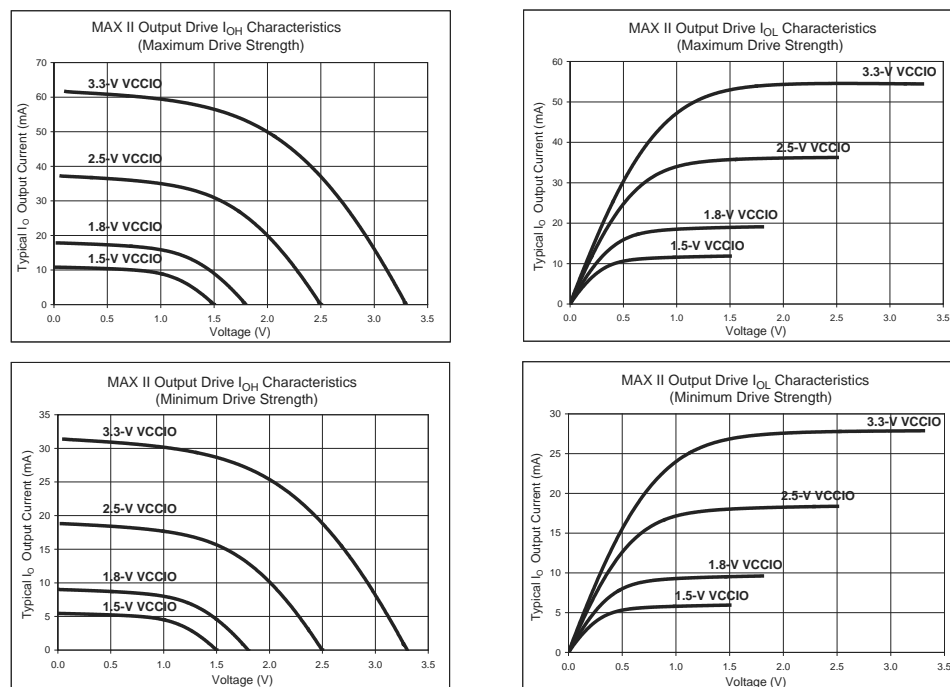 MAX II Output Drive IOH Characteristics
(Maximum Drive Strength)
70
60
50
40
30
20
10
0
Typical IO Output Current (mA)
3.3-V VCCIO
2.5-V VCCIO
1.8-V VCCIO
1.5-V VCCIO
0.0 0.5 1.0 1.5 2.0 2.5 3.0 3.5
Voltage (V)
MAX II Output Drive IOL Characteristics
(Maximum Drive Strength)
60
50
40
30
20
10
0
Typical IO Output Current (mA)
3.3-V VCCIO
2.5-V VCCIO
1.8-V VCCIO
1.5-V VCCIO
0.0 0.5 1.0 1.5 2.0 2.5 3.0 3.5
Voltage (V)
MAX II Output Drive IOH Characteristics
(Minimum Drive Strength)
35
30
25
20
15
10
5
0
Typical IO Output Current (mA)
3.3-V VCCIO
2.5-V VCCIO
1.8-V VCCIO
1.5-V VCCIO
0.0 0.5 1.0 1.5 2.0 2.5 3.0 3.5
Voltage (V)
MAX II Output Drive IOL Characteristics
(Minimum Drive Strength)
30
25
20
15
10
5
0
Typical IO Output Current (mA)
3.3-V VCCIO
2.5-V VCCIO
1.8-V VCCIO
1.5-V VCCIO
0.0 0.5 1.0 1.5 2.0 2.5 3.0 3.5
Voltage (V)